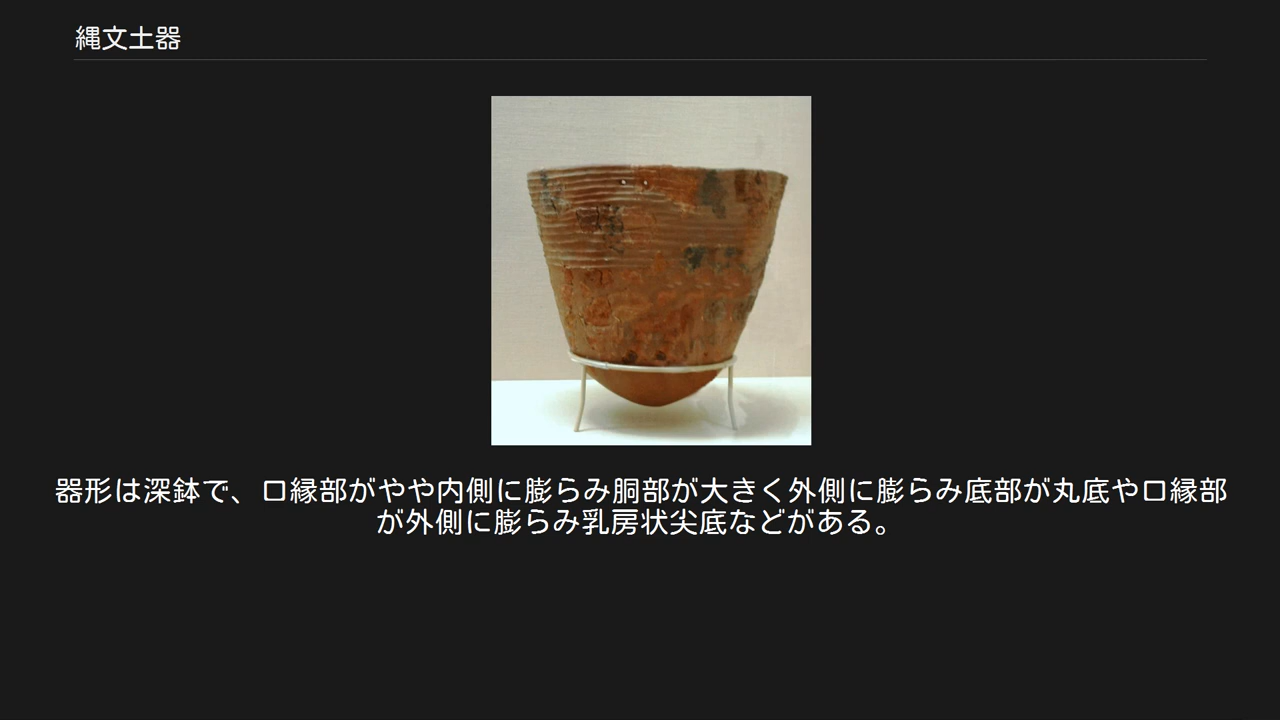 縄文土器
器形は深鉢で、口縁部がやや内側に膨らみ胴部が大きく外側に膨らみ底部が丸底や口縁部
が外側に膨らみ乳房状尖底などがある。